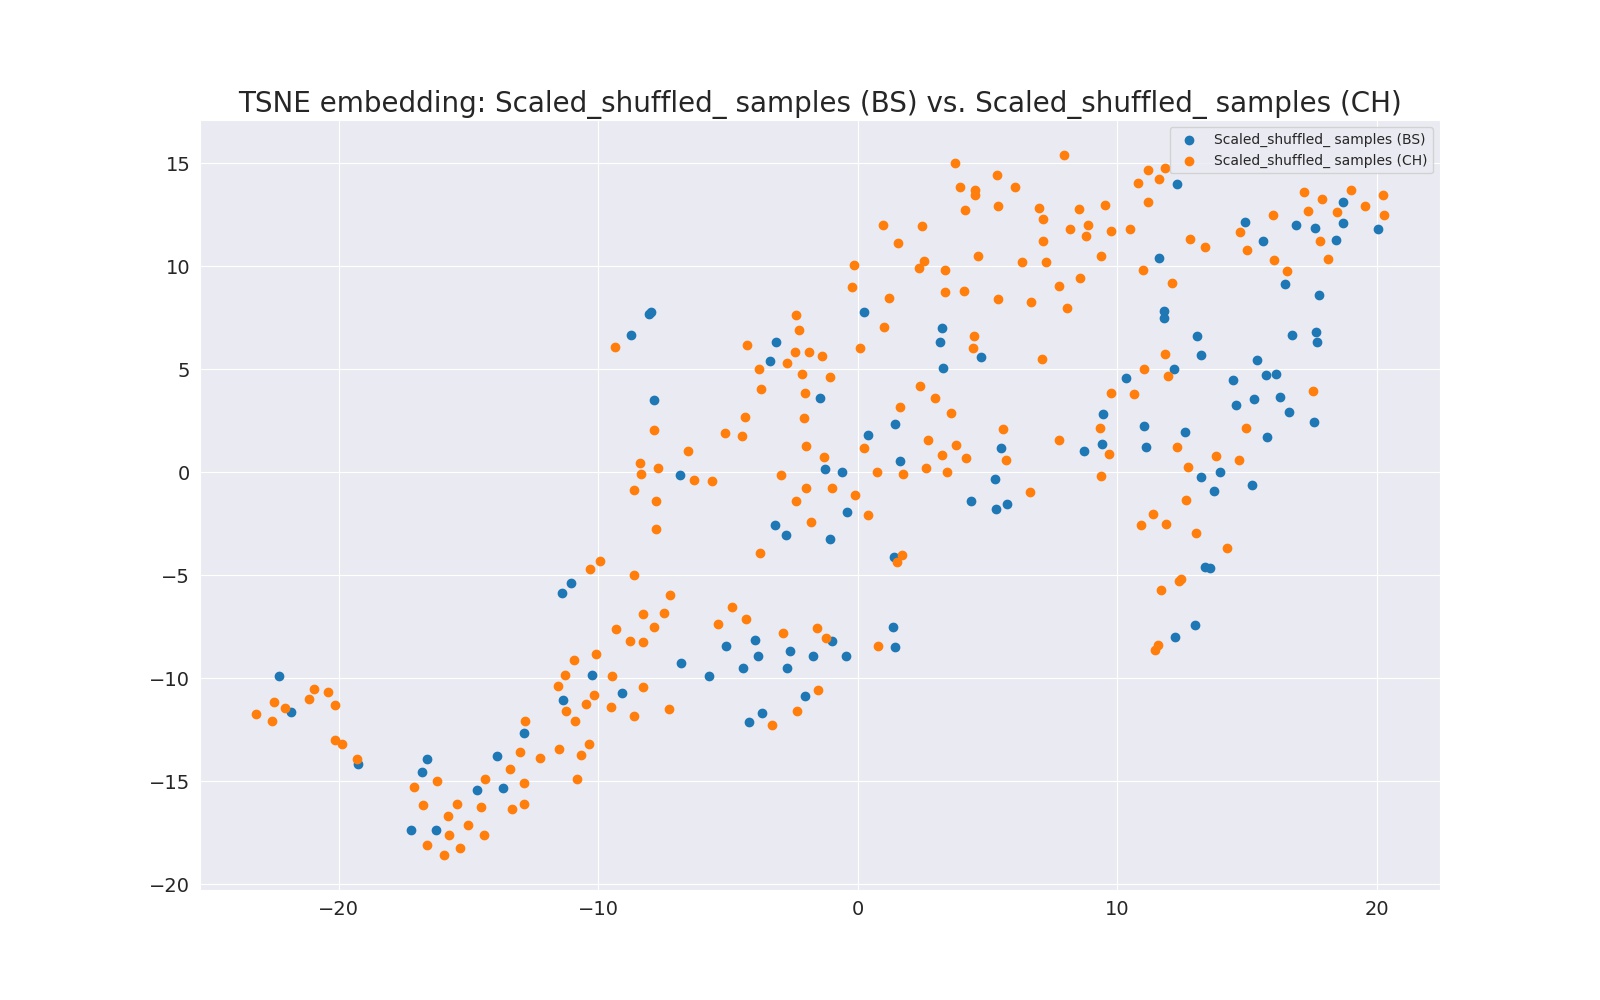 TSNE embedding: Scaled_shuffled_ samples (BS) vs. Scaled_shuffled_ samples (CH)
Scaled_shuffled_ samples (BS)
Scaled_shuffled_ samples (CH)
15
10
5
0
−5
−10
−15
−20
−20 −10 0 10 20